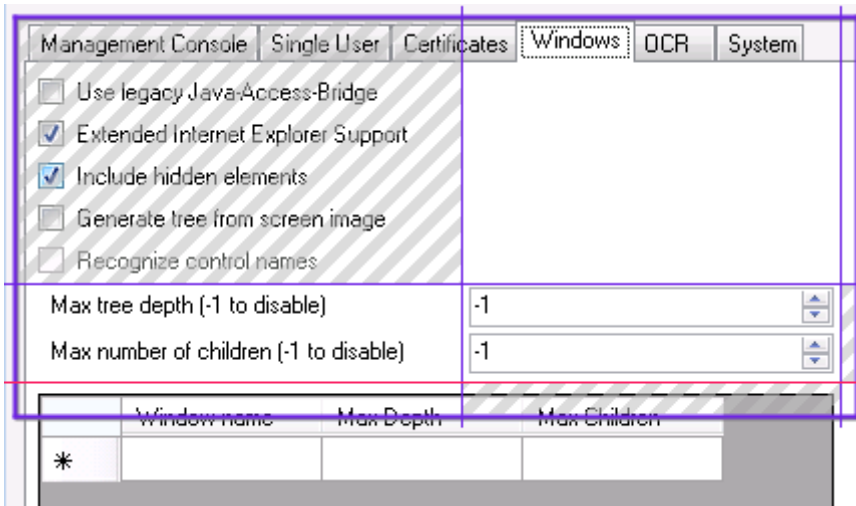 Management Console Single User Certificates Windows OCR System
Use legacy Java-Access-Bridge
Extended Internet Explorer Support
Include hidden elements
Generate tree from screen image
Recognize control names
Max tree depth (-1 to disable) -1
Max number of children (-1 to disable) -1
Window name Max Depth Max Children